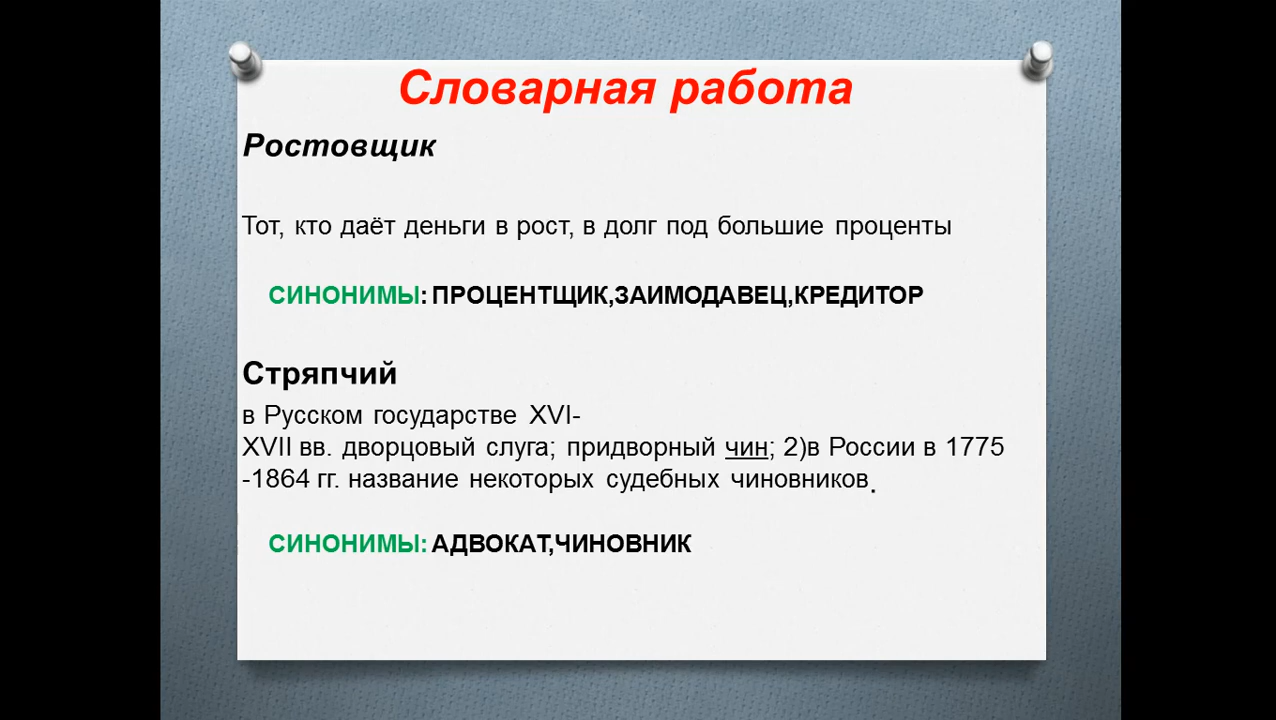 Словарная работа
Ростовщик
Тот, кто даёт деньги в рост, в долг под большие проценты
СИНОНИМЫ: ПРОЦЕНТЩИК,ЗАИМОДАВЕЦ,КРЕДИТОР
Стряпчий
в Русском государстве XVI-
XVII вв. дворцовый слуга; придворный чин; 2)в России в 1775
-1864 гг. название некоторых судебных чиновников.
СИНОНИМЫ: АДВОКАТ,ЧИНОВНИК